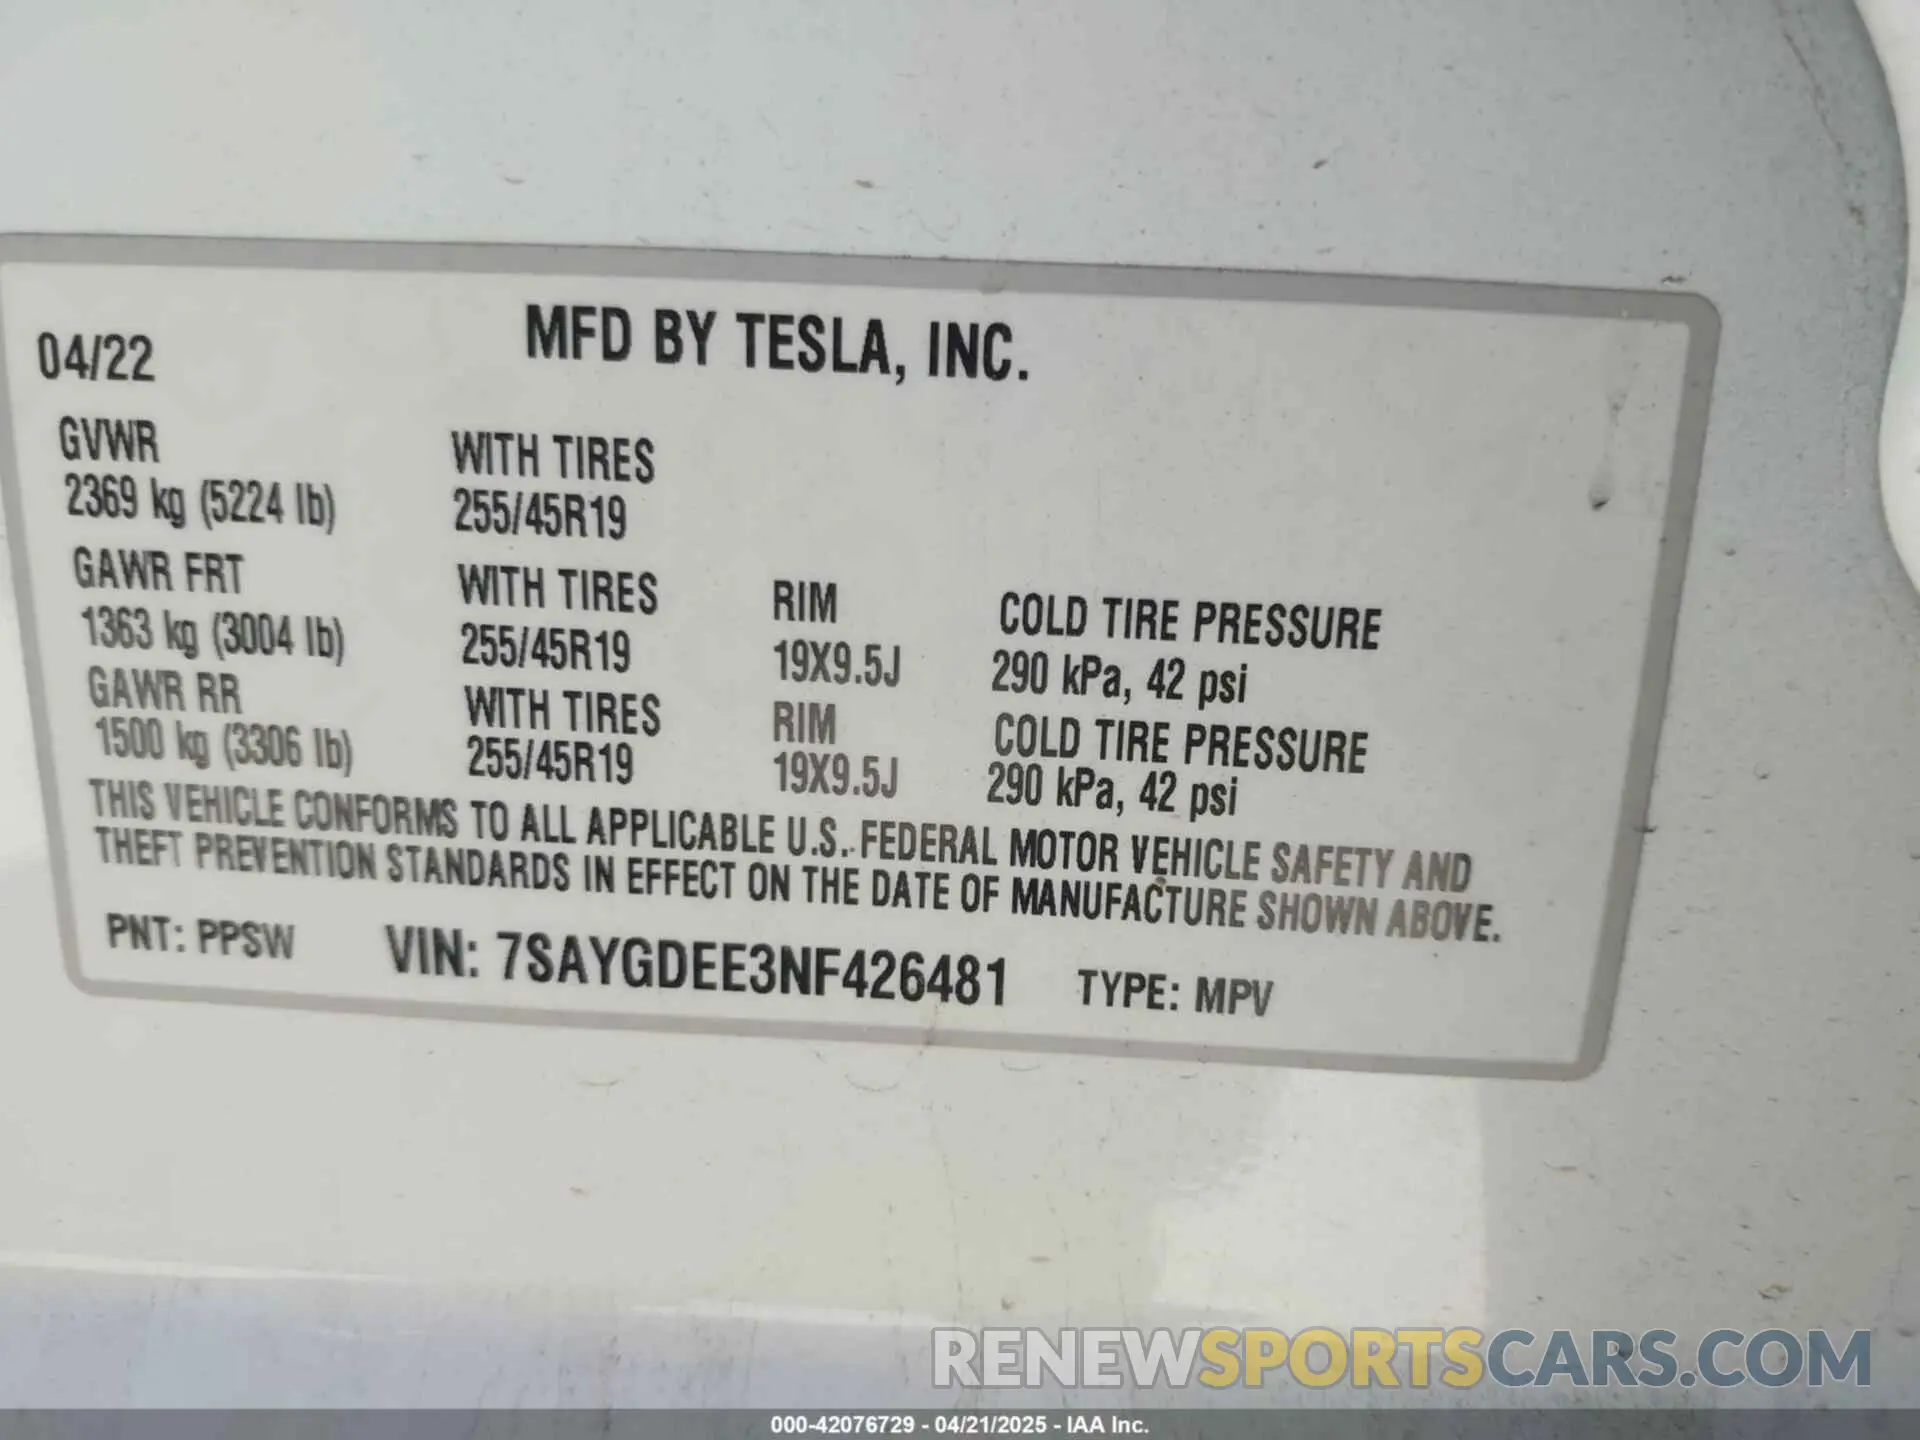 04/22 MFD BY TESLA, INC.
GVWR WITH TIRES
2369 kg (5224 lb) 255/45R19
GAWR FRT WITH TIRES RIM COLD TIRE PRESSURE
1363 kg (3004 lb) 255/45R19 19X9.5J 290 kPa, 42 psi
GAWR RR WITH TIRES RIM COLD TIRE PRESSURE
1500 kg (3306 lb) 255/45R19 19X9.5J 290 kPa, 42 psi
THIS VEHICLE CONFORMS TO ALL APPLICABLE U.S. FEDERAL MOTOR VEHICLE SAFETY AND
THEFT PREVENTION STANDARDS IN EFFECT ON THE DATE OF MANUFACTURE SHOWN ABOVE.
PNT: PPSW VIN: 7SAYGDEE3NF426481 TYPE: MPV
RENEWSPORTSCARS.COM
000-42076729 - 04/21/2025 - IAA Inc.